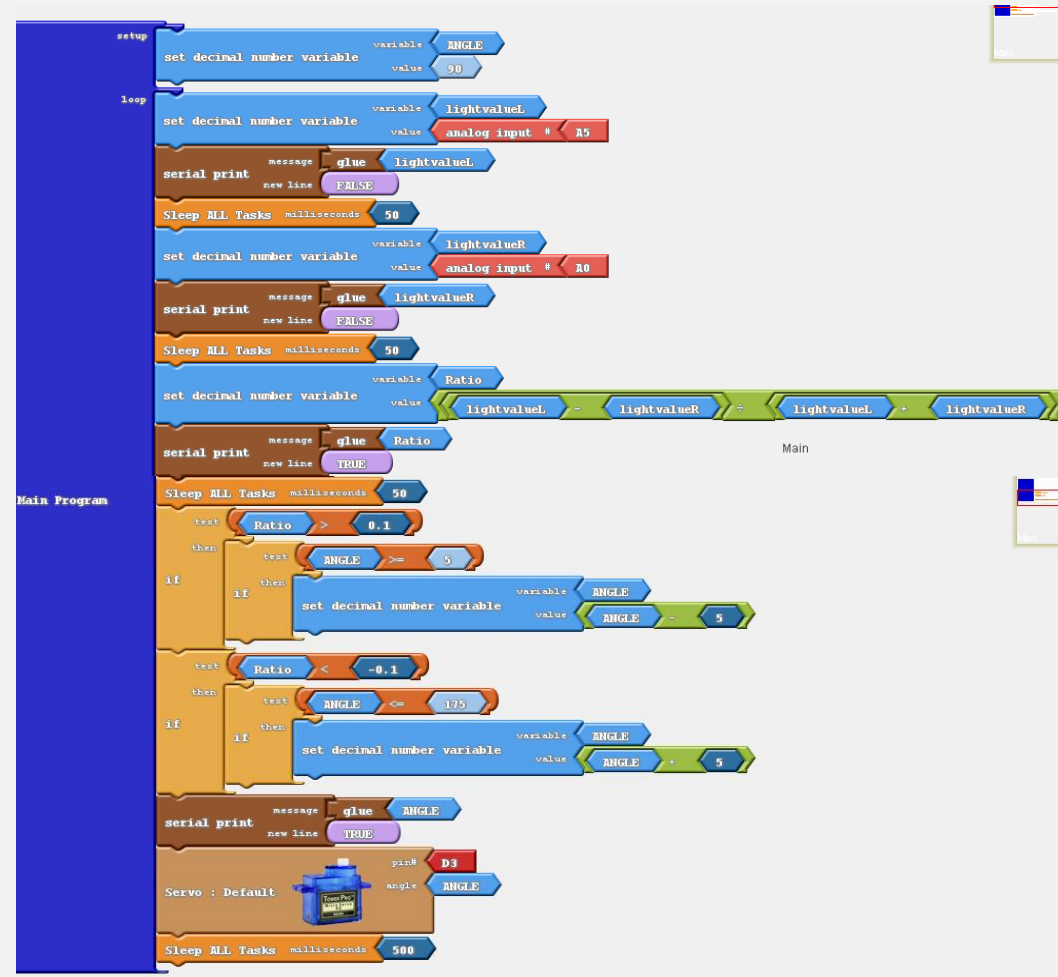 setup
set decimal number variable variable ANGLE
value 90
loop
set decimal number variable variable lightvalueL
value analog input # A5
serial print message glue lightvalueL
new line FALSE
Sleep ALL Tasks milliseconds 50
set decimal number variable variable lightvalueR
value analog input # A0
serial print message glue lightvalueR
new line FALSE
Sleep ALL Tasks milliseconds 50
set decimal number variable variable Ratio
value lightvalueL - lightvalueR ÷ lightvalueL + lightvalueR
serial print message glue Ratio
new line TRUE
Main
Main Program
Sleep ALL Tasks milliseconds 50
if test Ratio > 0.1
then
if test ANGLE >= 5
then
set decimal number variable variable ANGLE
value ANGLE - 5
if test Ratio < -0.1
then
if test ANGLE <= 175
then
set decimal number variable variable ANGLE
value ANGLE + 5
serial print message glue ANGLE
new line TRUE
Servo : Default pin# D3
angle ANGLE
Sleep ALL Tasks milliseconds 500
Main
Main